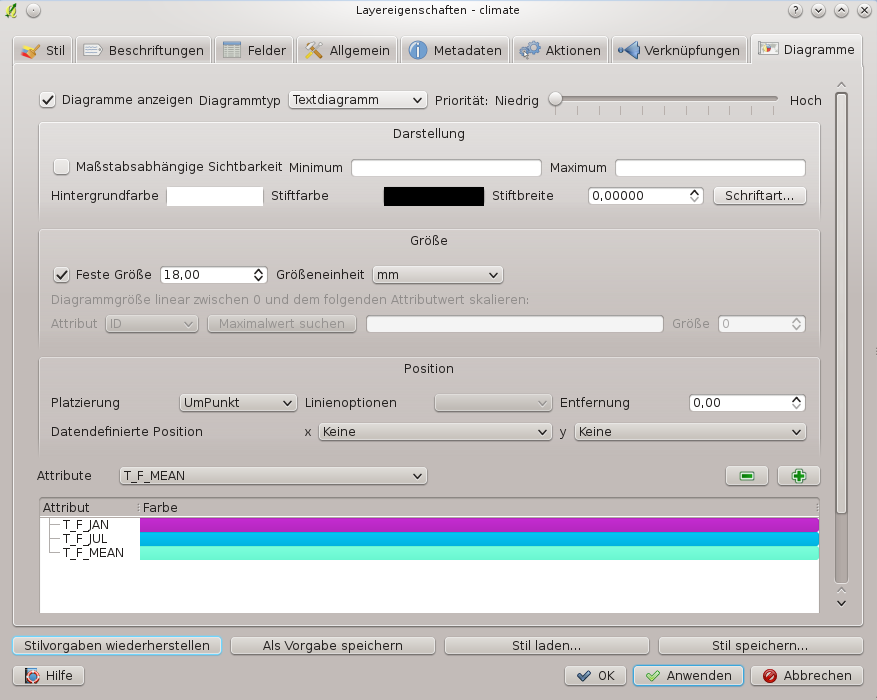 Layereigenschaften - climate
Stil Beschriftungen Felder Allgemein Metadaten Aktionen Verknüpfungen Diagramme
Diagramme anzeigen Diagrammtyp Textdiagramm Priorität: Niedrig Hoch
Darstellung
Maßstabsabhängige Sichtbarkeit Minimum Maximum
Hintergrundfarbe Stiftfarbe Stiftbreite 0,00000 Schriftart...
Größe
Feste Größe 18,00 Größeneinheit mm
Diagrammgröße linear zwischen 0 und dem folgenden Attributwert skalieren:
Attribut ID Maximalwert suchen Größe 0
Position
Platzierung UmPunkt Linienoptionen Entfernung 0,00
Datendefinierte Position x Keine y Keine
Attribute T_F_MEAN
Attribut Farbe
T_F_JAN
T_F_JUL
T_F_MEAN
Stilvorgaben wiederherstellen Als Vorgabe speichern Stil laden... Stil speichern...
Hilfe OK Anwenden Abbrechen